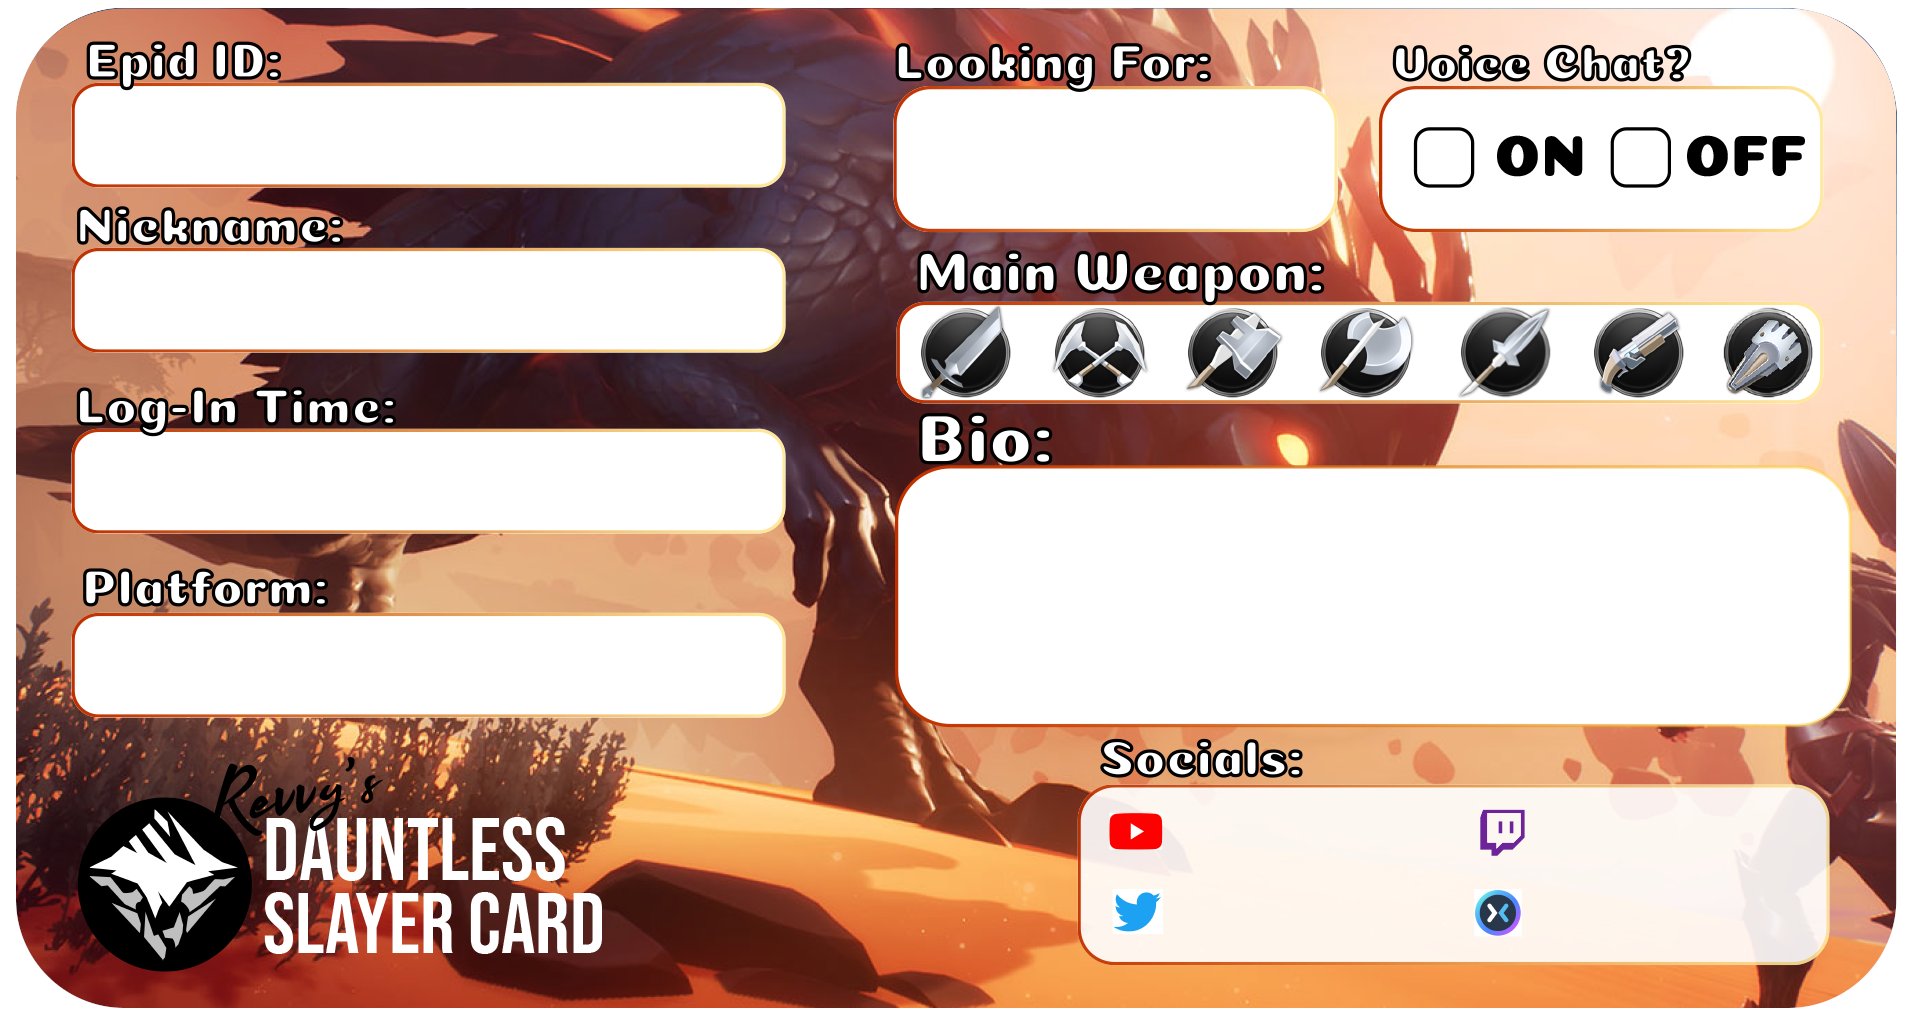 Epid ID:
Nickname:
Log-In Time:
Platform:
Looking For:
Voice Chat?
ON OFF
Main Weapon:
Bio:
Socials:
Revvy's
DAUNTLESS
SLAYER CARD